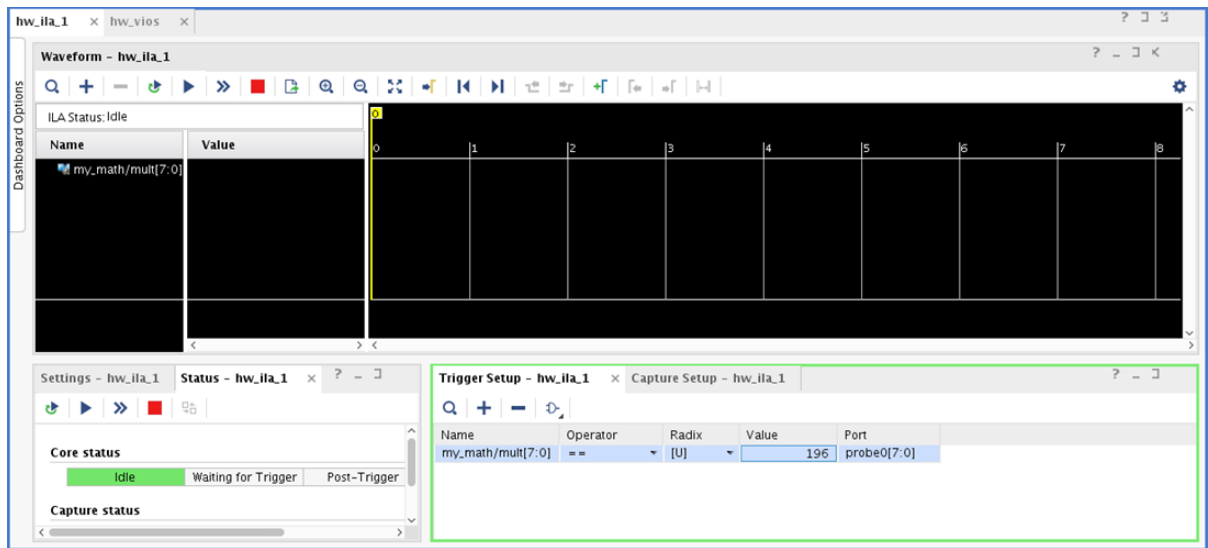 hw_ila_1 × hw_vios ×
Dashboard Options
Waveform - hw_ila_1
ILA Status: Idle
Name Value
my_math/mult[7:0]
0
0 1 2 3 4 5 6 7 8
Settings - hw_ila_1 Status - hw_ila_1 ×
Core status
Idle Waiting for Trigger Post-Trigger
Capture status
Trigger Setup - hw_ila_1 × Capture Setup - hw_ila_1
Name Operator Radix Value Port
my_math/mult[7:0] == [U] 196 probe0[7:0]